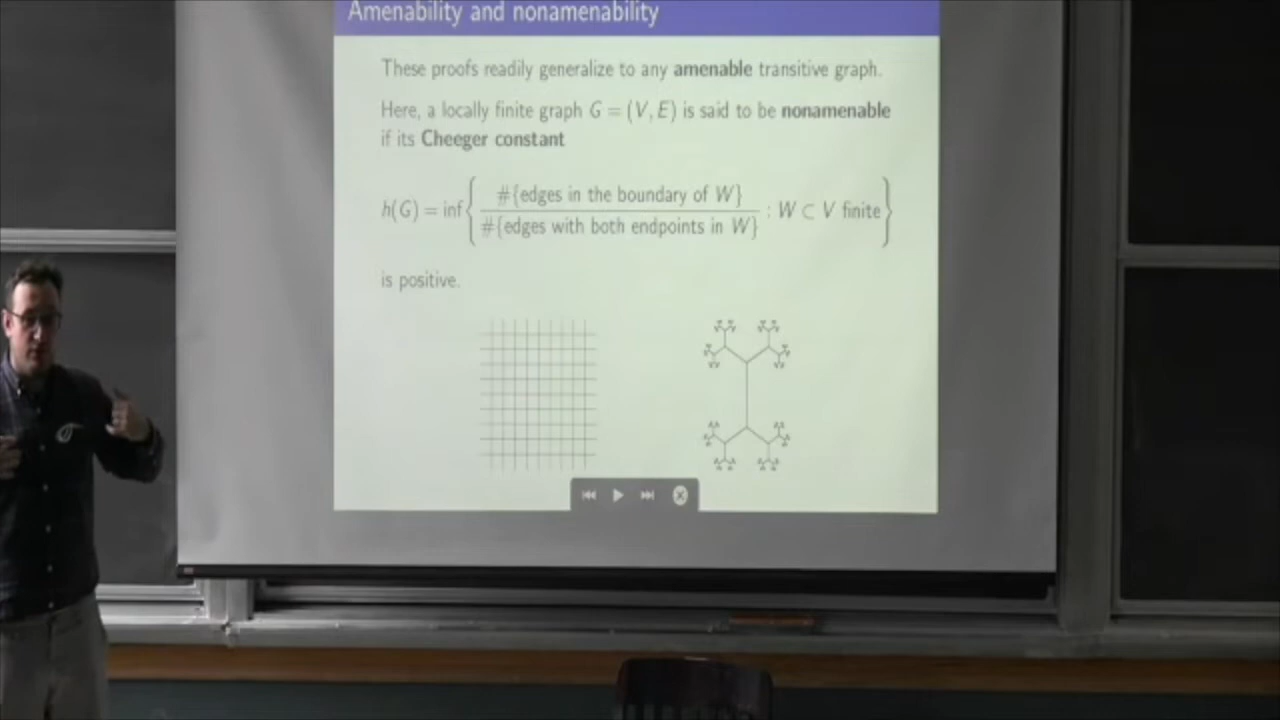 Amenability and nonamenability
These proofs readily generalize to any amenable transitive graph.
Here, a locally finite graph G = (V, E) is said to be nonamenable
if its Cheeger constant
h(G) = inf { #{edges in the boundary of W} / #{edges with both endpoints in W} : W ⊂ V finite }
is positive.